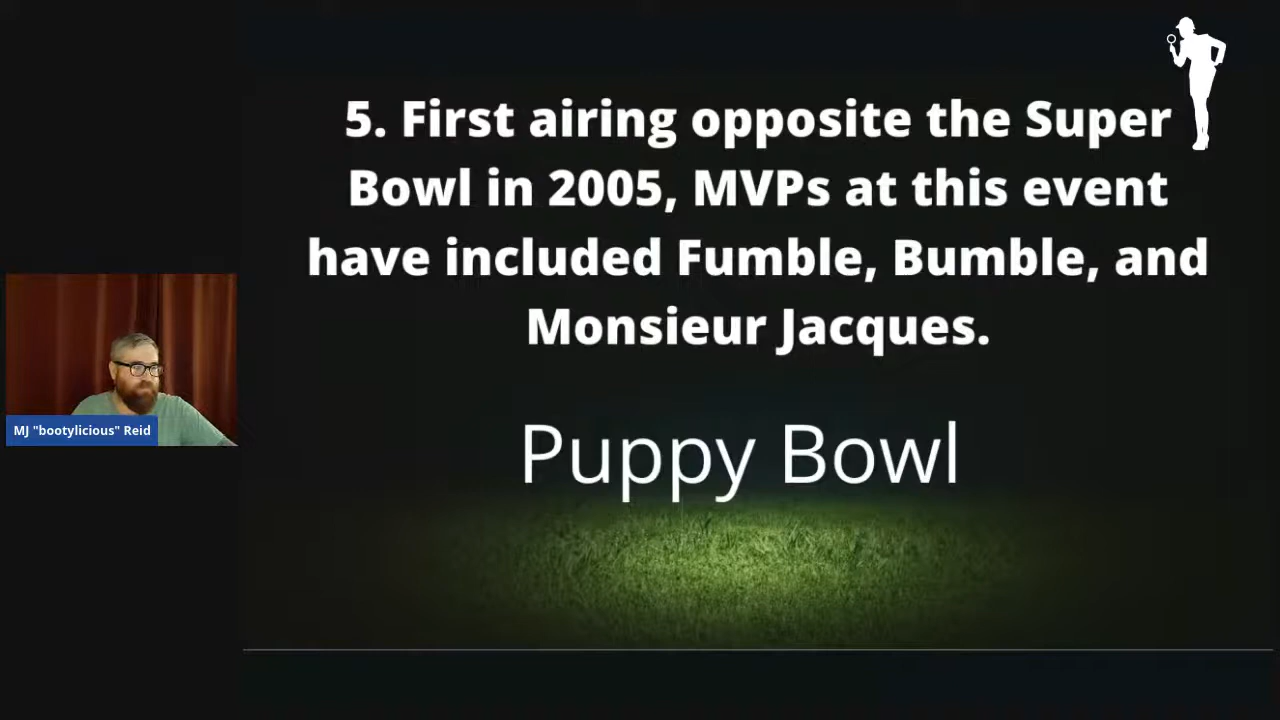 5. First airing opposite the Super
Bowl in 2005, MVPs at this event
have included Fumble, Bumble, and
Monsieur Jacques.
Puppy Bowl
MJ "bootylicious" Reid